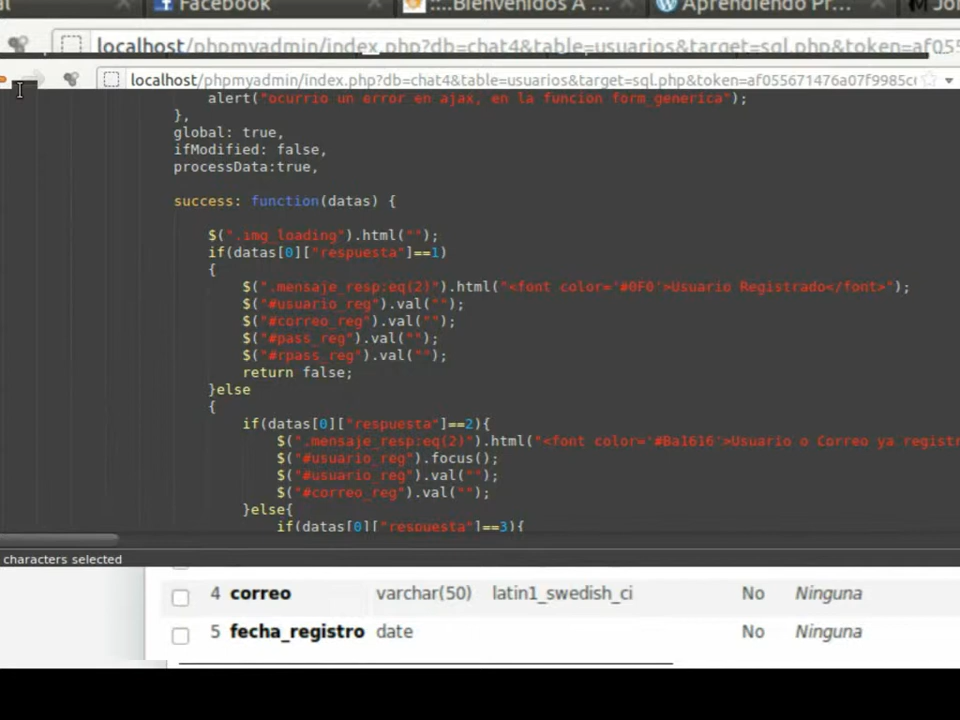 Facebook
::..Bienvenidos A ...
Aprendiendo Pr...
localhost/phpmyadmin/index.php?db=chat4&table=usuarios&target=sql.php&token=af055
localhost/phpmyadmin/index.php?db=chat4&table=usuarios&target=sql.php&token=af055671476a07f9985c
alert("ocurrio un error en ajax, en la funcion form_generica");
},
global: true,
ifModified: false,
processData:true,
success: function(datas) {
$(".img_loading").html("");
if(datas[0]["respuesta"]==1)
{
$(".mensaje_resp:eq(2)").html("<font color='#0F0'>Usuario Registrado</font>");
$("#usuario_reg").val("");
$("#correo_reg").val("");
$("#pass_reg").val("");
$("#rpass_reg").val("");
return false;
}else
{
if(datas[0]["respuesta"]==2){
$(".mensaje_resp:eq(2)").html("<font color='#Ba1616'>Usuario o Correo ya registr
$("#usuario_reg").focus();
$("#usuario_reg").val("");
$("#correo_reg").val("");
}else{
if(datas[0]["respuesta"]==3){
characters selected
4 correo varchar(50) latin1_swedish_ci No Ninguna
5 fecha_registro date No Ninguna